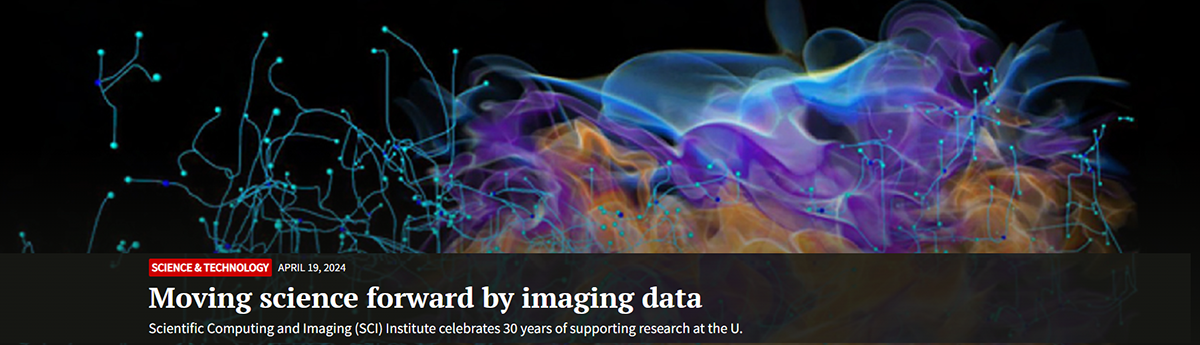 SCIENCE & TECHNOLOGY APRIL 19, 2024
Moving science forward by imaging data
Scientific Computing and Imaging (SCI) Institute celebrates 30 years of supporting research at the U.